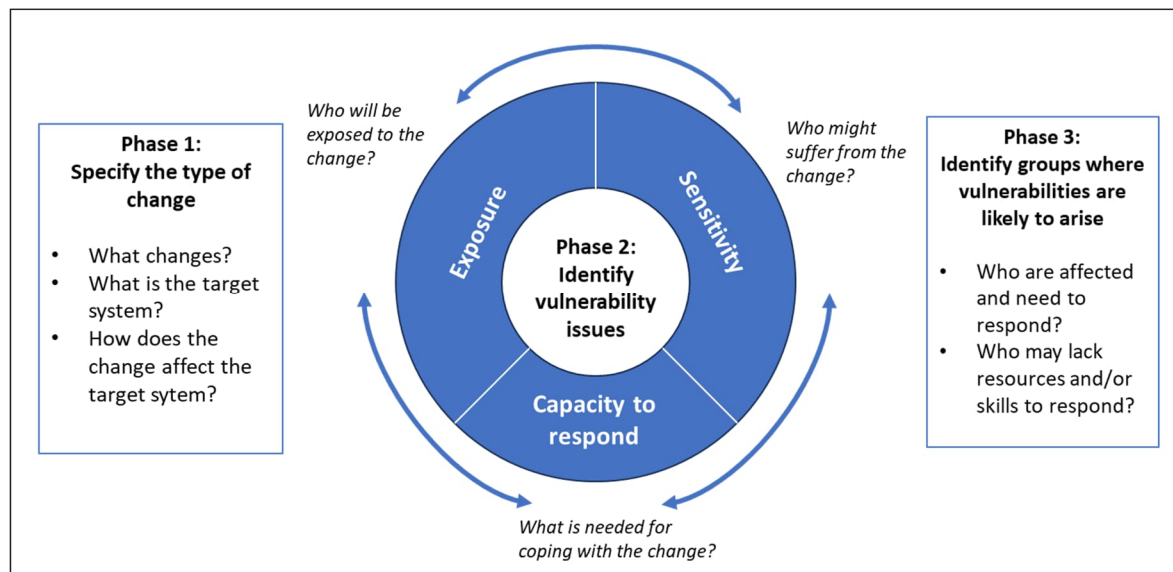 Phase 1:
Specify the type of
change
• What changes?
• What is the target
system?
• How does the
change affect the
target sytem?
Who will be
exposed to the
change?
Exposure
Sensitivity
Capacity to
respond
Phase 2:
Identify
vulnerability
issues
Who might
suffer from the
change?
What is needed for
coping with the change?
Phase 3:
Identify groups where
vulnerabilities are
likely to arise
• Who are affected
and need to
respond?
• Who may lack
resources and/or
skills to respond?